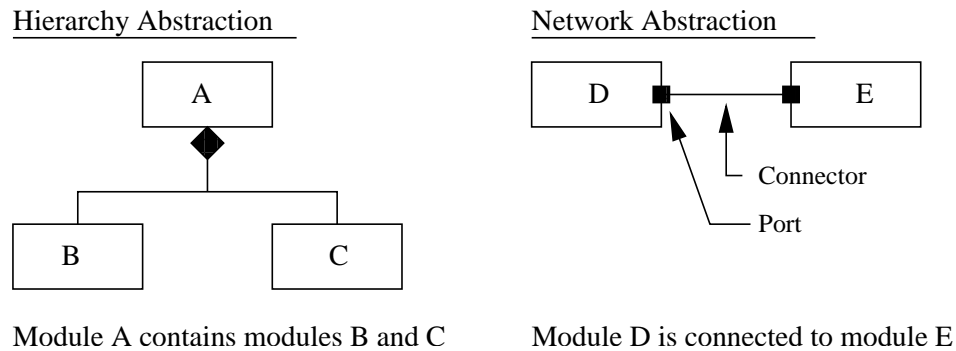 Hierarchy Abstraction
Network Abstraction
A
D
E
Connector
Port
B
C
Module A contains modules B and C
Module D is connected to module E